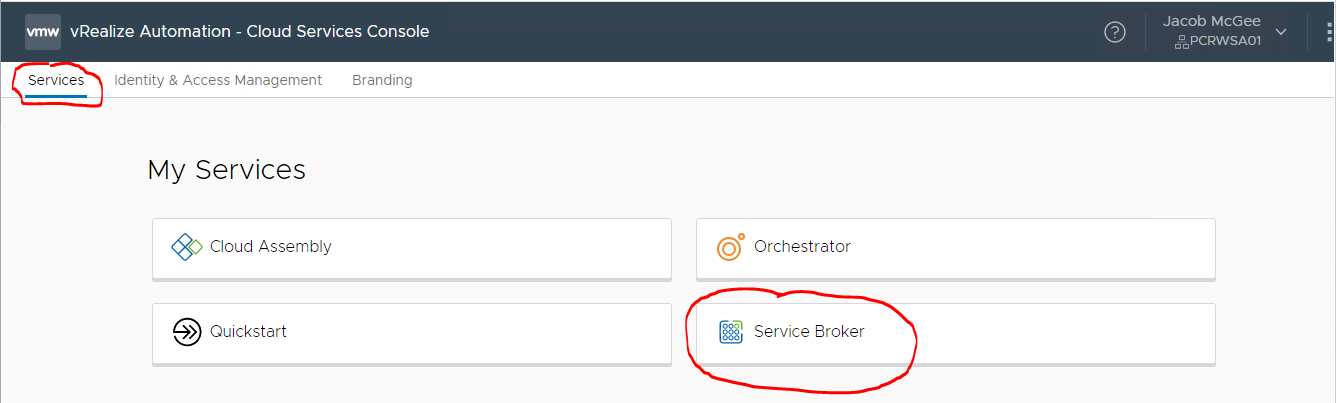 vmw vRealize Automation - Cloud Services Console
? Jacob McGee
PCRWSA01
Services Identity & Access Management Branding
My Services
Cloud Assembly
Orchestrator
Quickstart
Service Broker